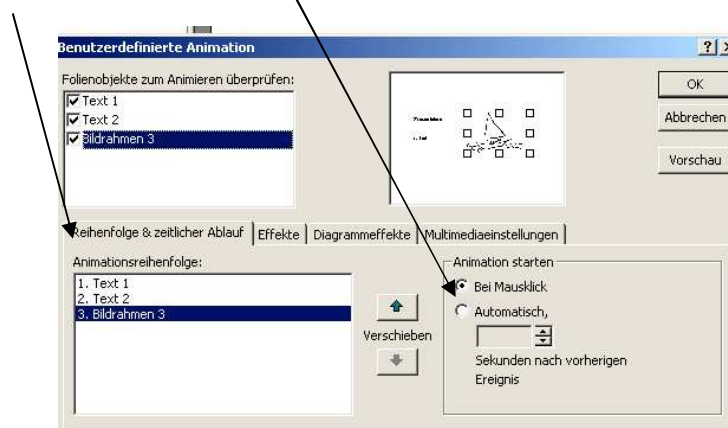 Benutzerdefinierte Animation
Folienobjekte zum Animieren überprüfen:
Text 1
Text 2
Bildrahmen 3
OK
Abbrechen
Vorschau
Reihenfolge & zeitlicher Ablauf
Effekte
Diagrammeffekte
Multimediaeinstellungen
Animationsreihenfolge:
1. Text 1
2. Text 2
3. Bildrahmen 3
Verschieben
Animation starten
Bei Mausklick
Automatisch,
Sekunden nach vorherigen
Ereignis